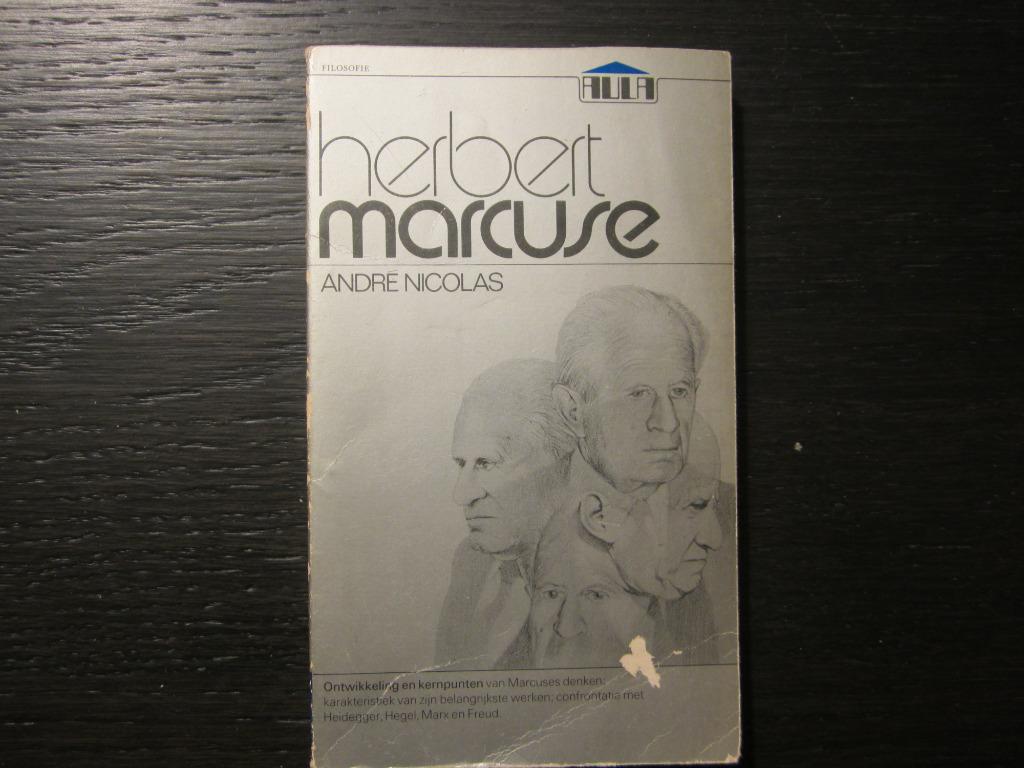 FILOSOFIE
AULA
herbert
marcuse
ANDRÉ NICOLAS
Ontwikkeling en kernpunten van Marcuses denken;
karakteristiek van zijn belangrijkste werken; confrontatie met
Heidegger, Hegel, Marx en Freud.